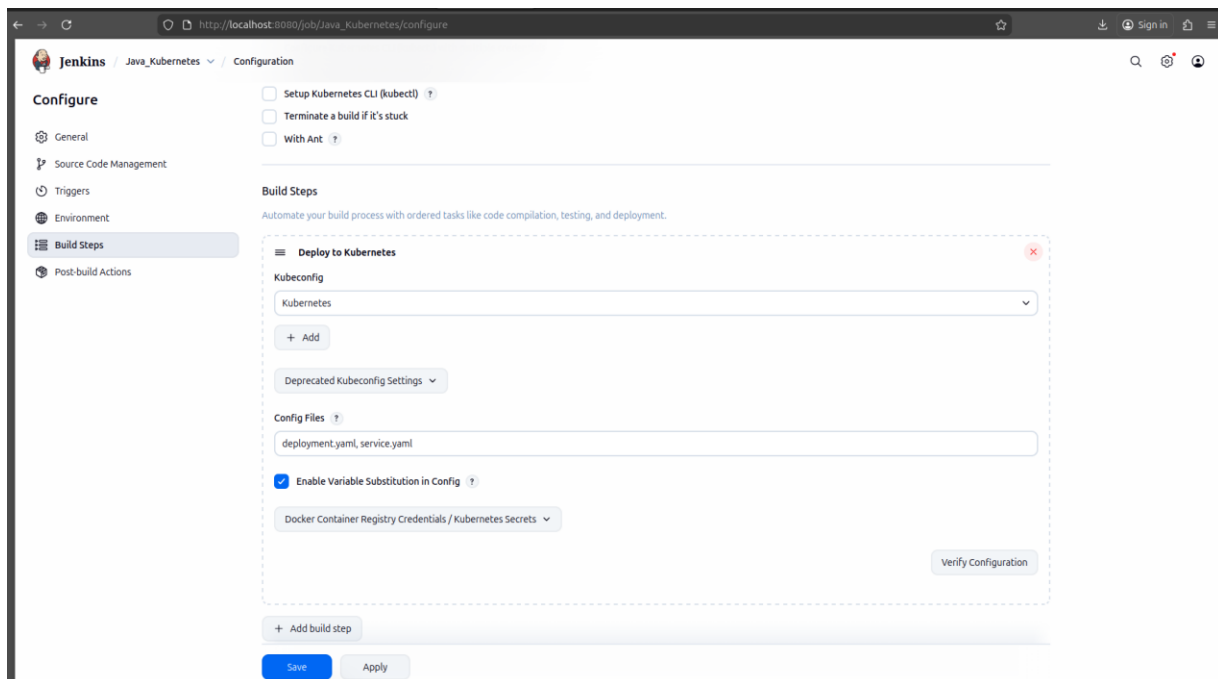 http://localhost:8080/job/Java_Kubernetes/configure
Sign in
Jenkins / Java_Kubernetes / Configuration
Configure
General
Source Code Management
Triggers
Environment
Build Steps
Post-build Actions
Setup Kubernetes CLI (kubectl) ?
Terminate a build if it's stuck
With Ant ?
Build Steps
Automate your build process with ordered tasks like code compilation, testing, and deployment.
Deploy to Kubernetes
Kubeconfig
Kubernetes
+ Add
Deprecated Kubeconfig Settings
Config Files ?
deployment.yaml, service.yaml
Enable Variable Substitution in Config ?
Docker Container Registry Credentials / Kubernetes Secrets
Verify Configuration
+ Add build step
Save
Apply